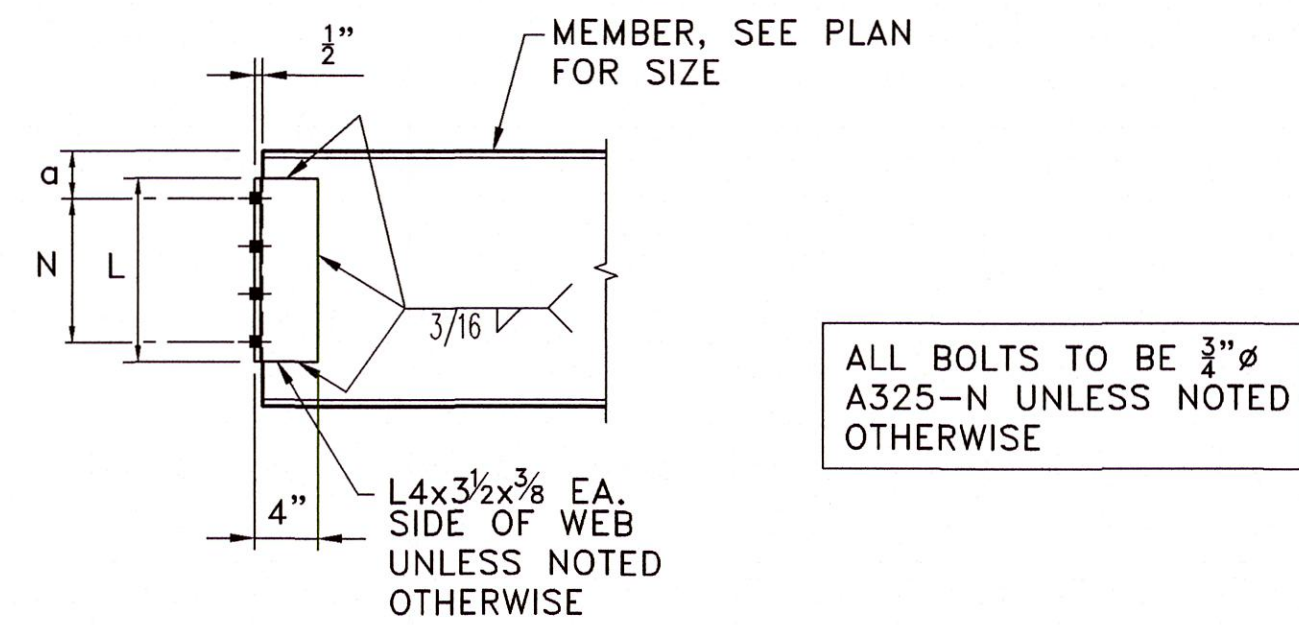 ½"
MEMBER, SEE PLAN
FOR SIZE
a
N
L
3/16
ALL BOLTS TO BE ¾"ø
A325-N UNLESS NOTED
OTHERWISE
4"
L4x3½x⅜ EA.
SIDE OF WEB
UNLESS NOTED
OTHERWISE